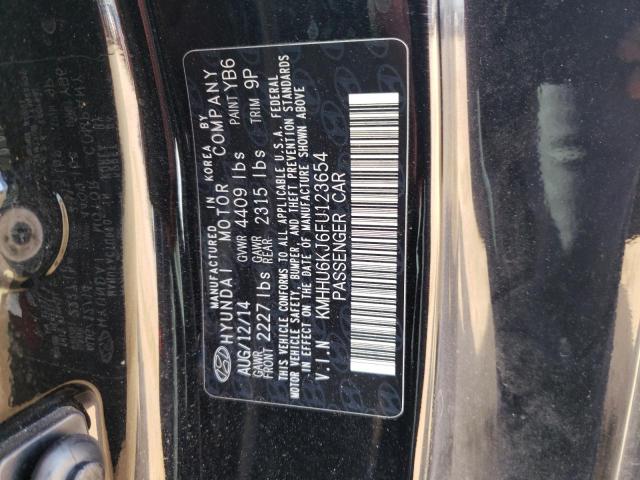 MANUFACTURED IN KOREA BY
HYUNDAI MOTOR COMPANY
AUG/12/14 GVWR 4409 lbs PAINT YB6
GAWR FRONT 2227lbs GAWR REAR: 2315 lbs TRIM 9P
THIS VEHICLE CONFORMS TO ALL APPLICABLE U.S.A. FEDERAL
MOTOR VEHICLE SAFETY, BUMPER, AND THEFT PREVENTION STANDARDS
IN EFFECT ON THE DATE OF MANUFACTURE SHOWN ABOVE
V.I.N KMHHU6KJ6FU123654
PASSENGER CAR